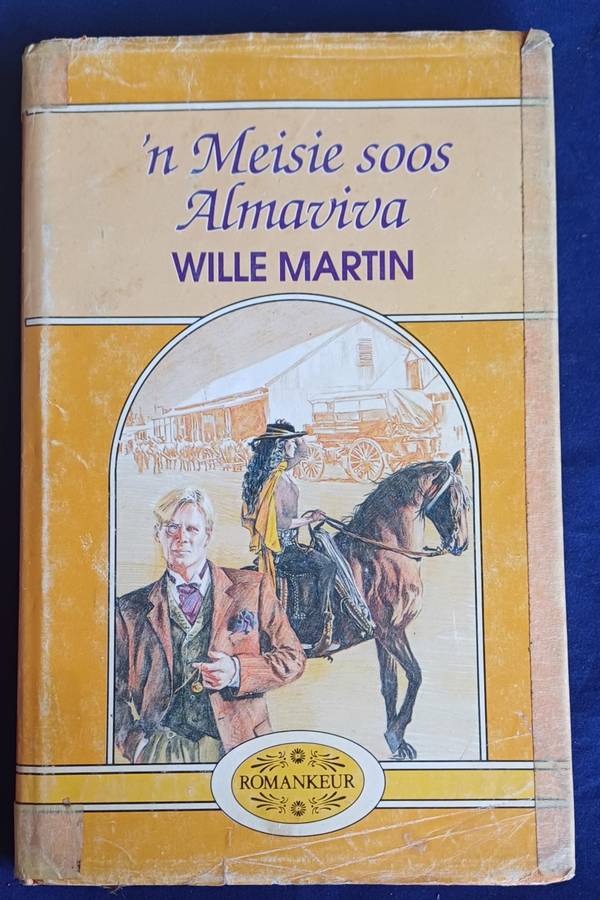 'n Meisie soos
Almaviva
WILLE MARTIN
ROMANKEUR